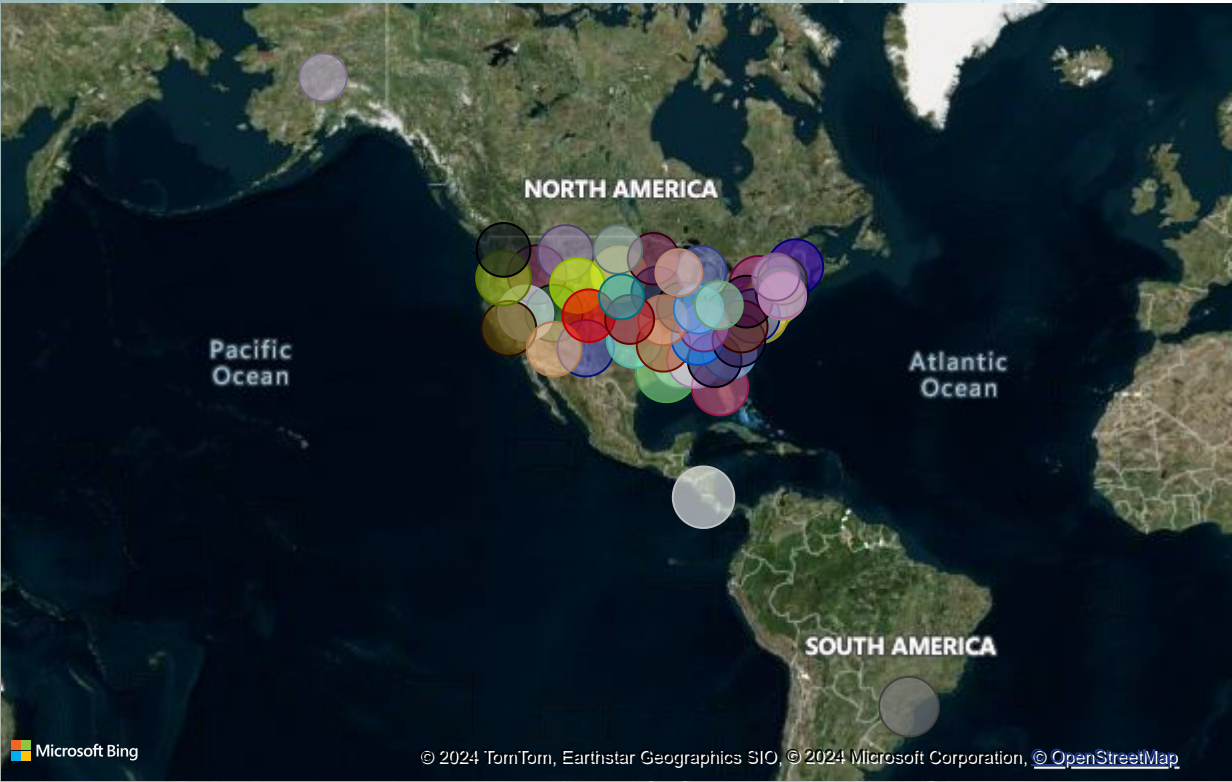 NORTH AMERICA
Pacific
Ocean
Atlantic
Ocean
SOUTH AMERICA
Microsoft Bing
© 2024 TomTom, Earthstar Geographics SIO, © 2024 Microsoft Corporation, © OpenStreetMap